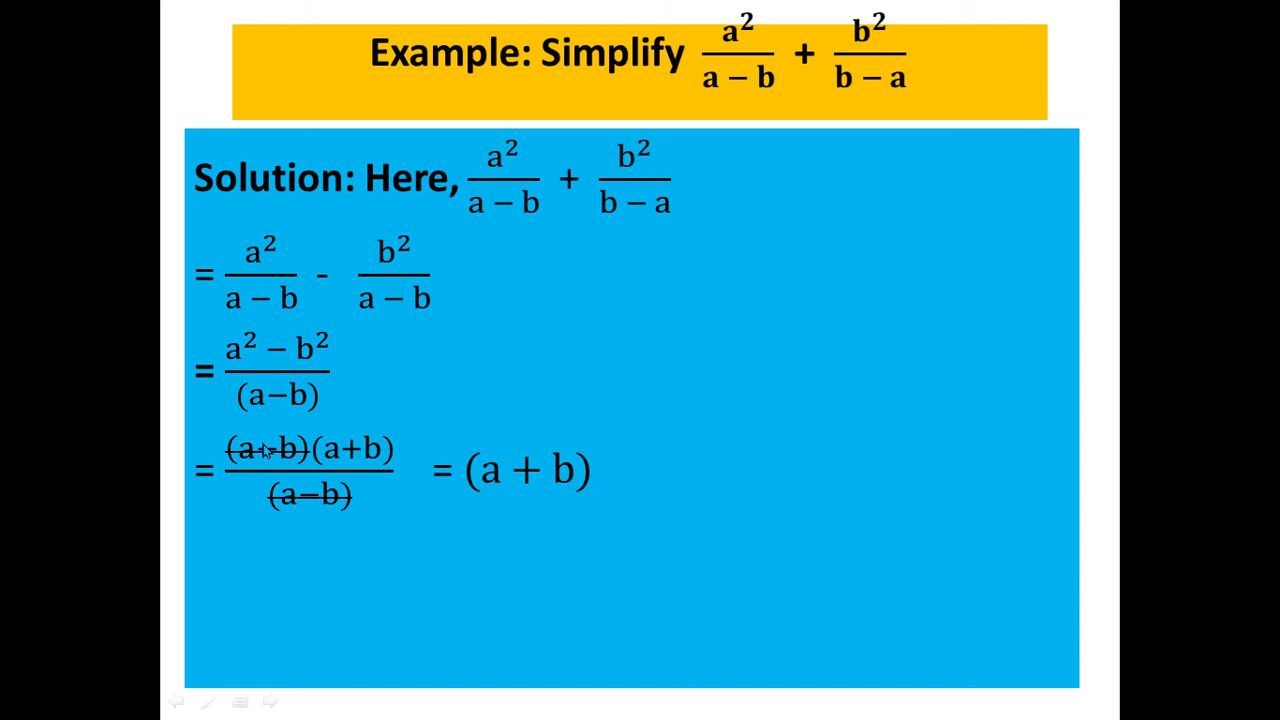 Example: Simplify a²/(a − b) + b²/(b − a)
Solution: Here, a²/(a − b) + b²/(b − a)
= a²/(a − b) - b²/(a − b)
= (a² − b²)/(a−b)
= (a−b)(a+b)/(a−b) = (a + b)